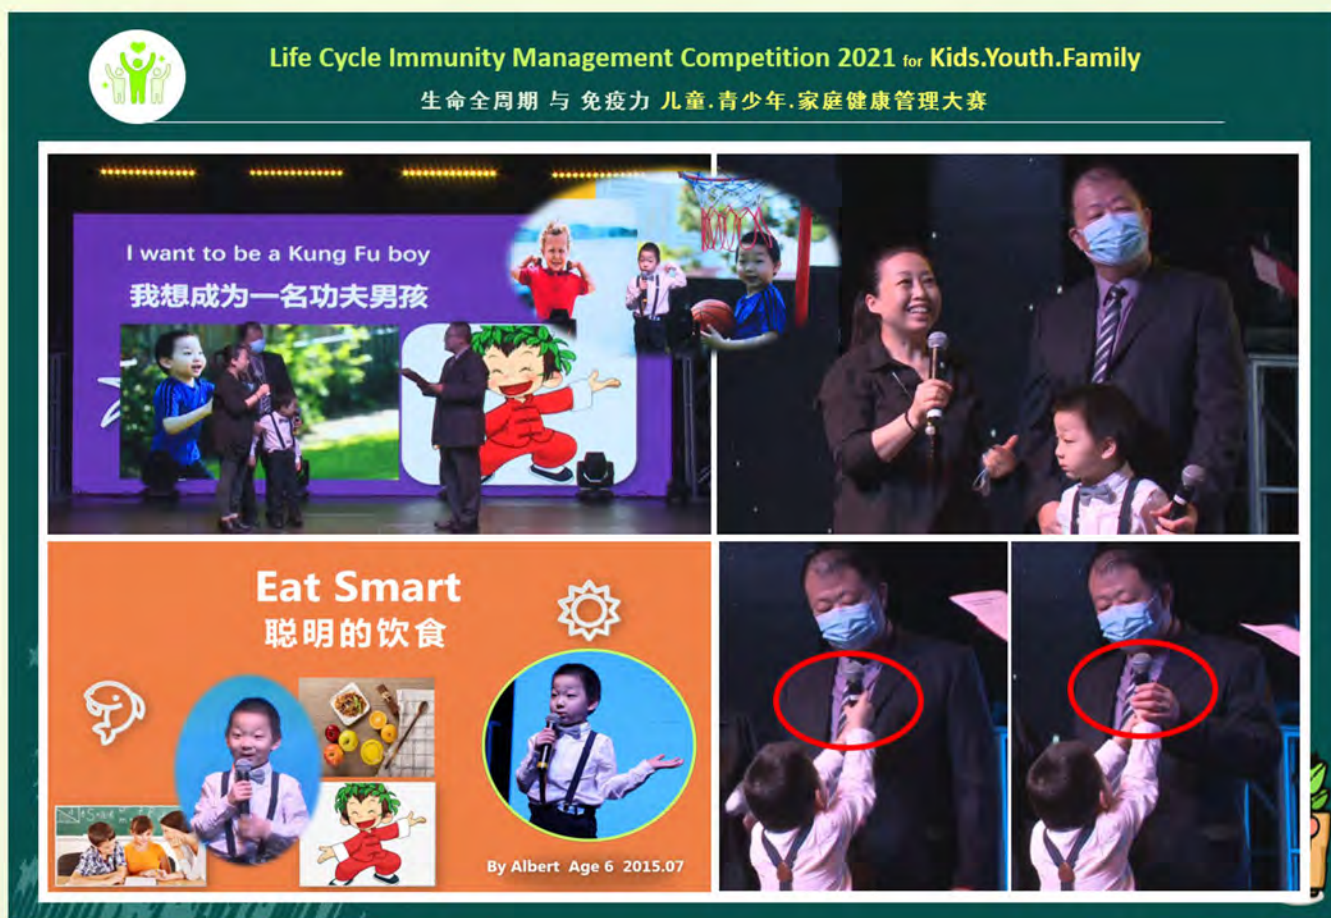 Life Cycle Immunity Management Competition 2021 for Kids.Youth.Family
生命全周期 与 免疫力 儿童.青少年.家庭健康管理大赛
I want to be a Kung Fu boy
我想成为一名功夫男孩
Eat Smart
聪明的饮食
By Albert Age 6 2015.07